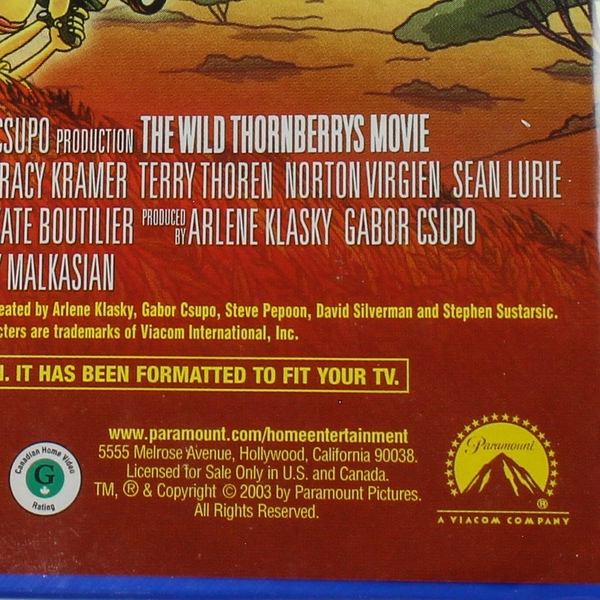 CSUPO PRODUCTION THE WILD THORNBERRYS MOVIE
RACY KRAMER TERRY THOREN NORTON VIRGIEN SEAN LURIE
ATE BOUTILIER PRODUCED BY ARLENE KLASKY GABOR CSUPO
MALKASIAN
eated by Arlene Klasky, Gabor Csupo, Steve Pepoon, David Silverman and Stephen Sustarsic.
cters are trademarks of Viacom International, Inc.
. IT HAS BEEN FORMATTED TO FIT YOUR TV.
www.paramount.com/homeentertainment
5555 Melrose Avenue, Hollywood, California 90038.
Licensed for Sale Only in U.S. and Canada.
TM, ® & Copyright © 2003 by Paramount Pictures.
All Rights Reserved.
Canadian Home Video
G
Rating
Paramount
®
A VIACOM COMPANY